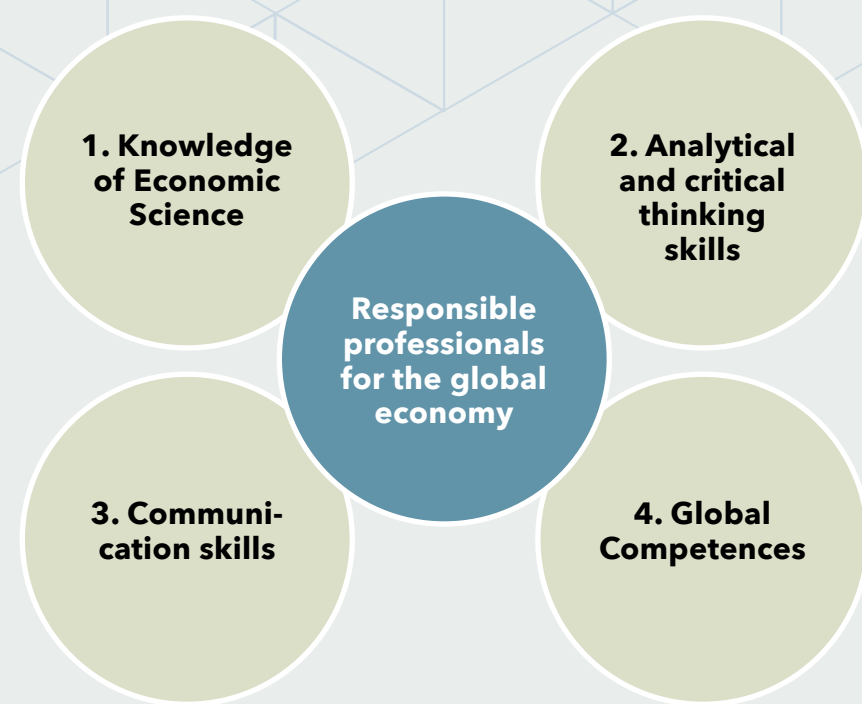 1. Knowledge
of Economic
Science
2. Analytical
and critical
thinking
skills
Responsible
professionals
for the global
economy
3. Communi-
cation skills
4. Global
Competences